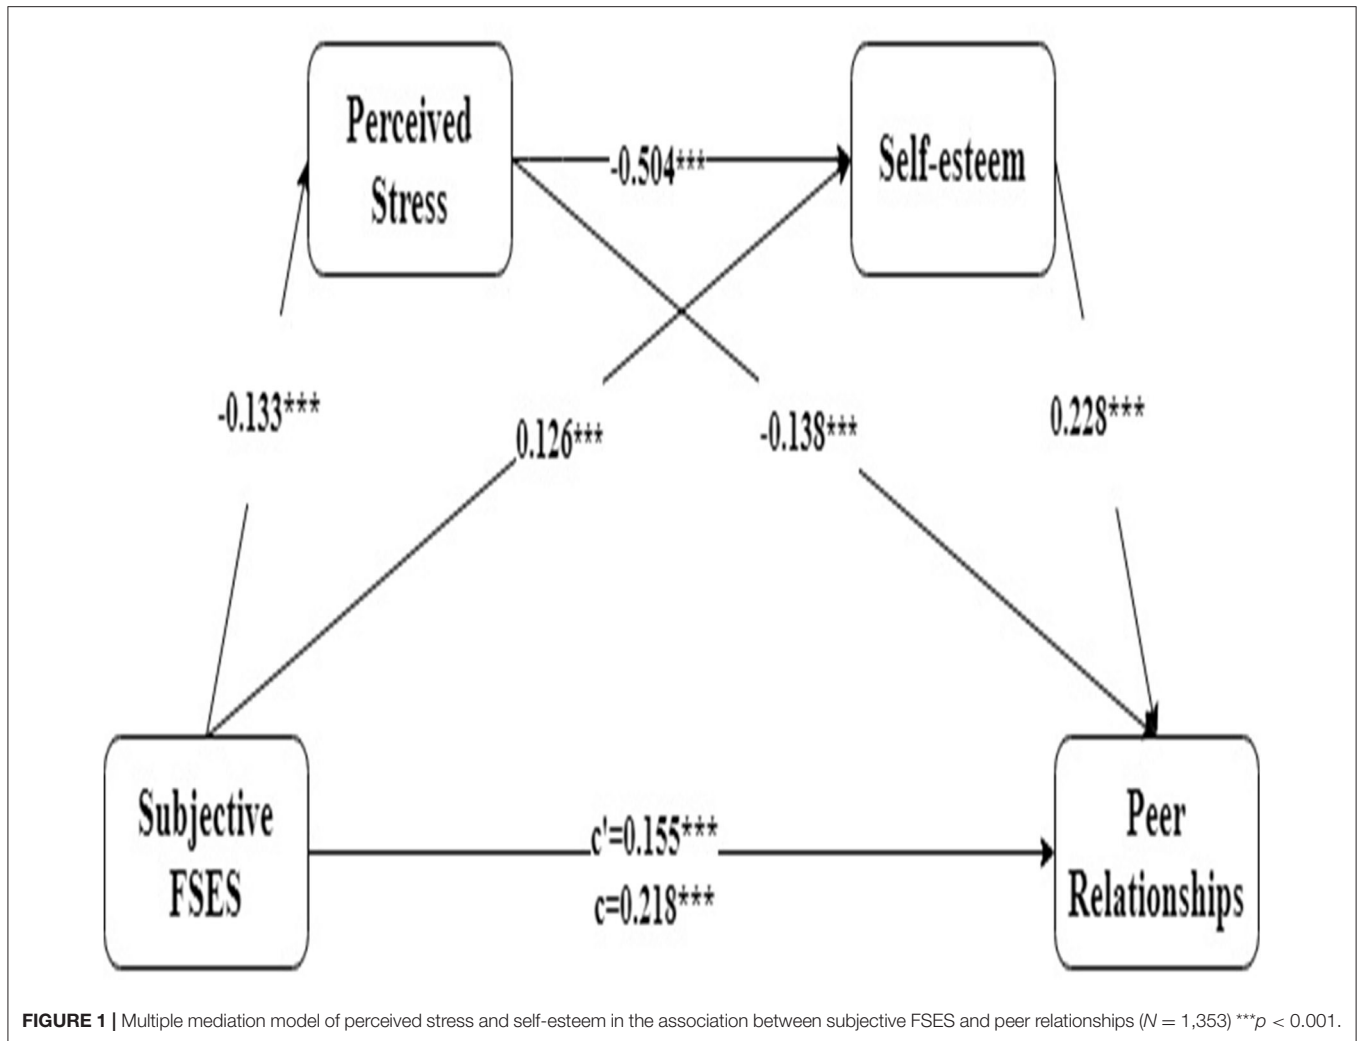 Perceived
Stress
Self-esteem
-0.504***
-0.133***
0.126***
-0.138***
0.228***
Subjective
FSES
c'=0.155***
c=0.218***
Peer
Relationships
FIGURE 1 | Multiple mediation model of perceived stress and self-esteem in the association between subjective FSES and peer relationships (N = 1,353) ***p < 0.001.